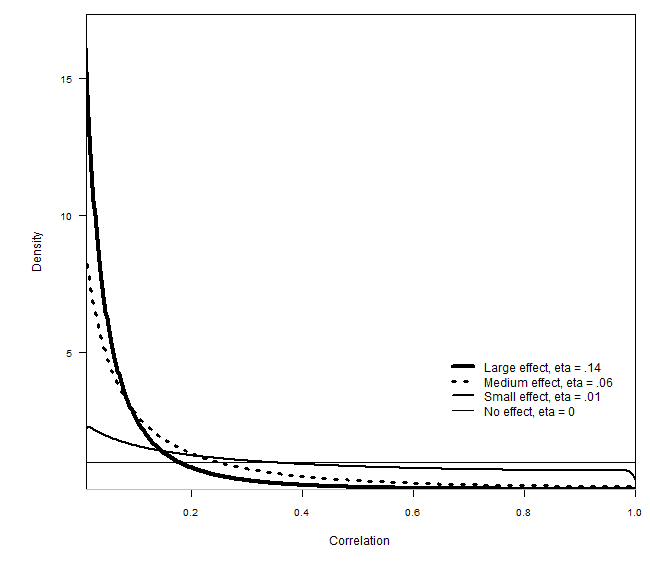 15
10
5
Density
Large effect, eta = .14
Medium effect, eta = .06
Small effect, eta = .01
No effect, eta = 0
0.2 0.4 0.6 0.8 1.0
Correlation